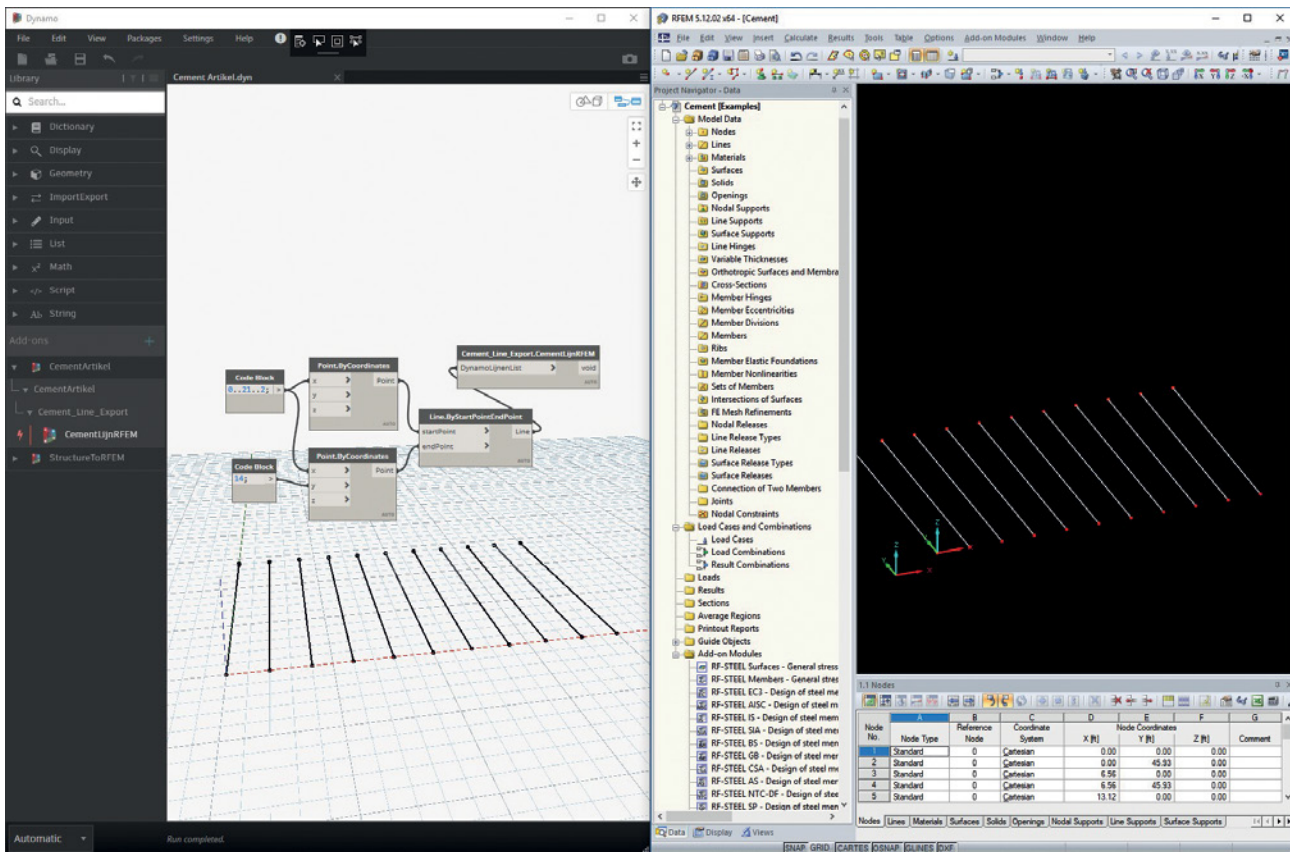 Dynamo
File Edit View Packages Settings Help
Library
Cement Artikel.dyn
Search...
Dictionary
Display
Geometry
ImportExport
Input
List
Math
Script
String
Add-ons
CementArtikel
CementArtikel
Cement_Line_Export
CementLijnRFEM
StructureToRFEM
Code Block
0..21..2;
Point.ByCoordinates
x Point
y
z
AUTO
Cement_Line_Export.CementLijnRFEM
DynamoLijnenList void
AUTO
Line.ByStartPointEndPoint
startPoint Line
endPoint
AUTO
Code Block
14;
Point.ByCoordinates
x Point
y
z
AUTO
Automatic
Run completed.
RFEM 5.12.02 x64 - [Cement]
File Edit View Insert Calculate Results Tools Table Options Add-on Modules Window Help
Project Navigator - Data
Cement [Examples]
Model Data
Nodes
Lines
Materials
Surfaces
Solids
Openings
Nodal Supports
Line Supports
Surface Supports
Line Hinges
Variable Thicknesses
Orthotropic Surfaces and Membra
Cross-Sections
Member Hinges
Member Eccentricities
Member Divisions
Members
Ribs
Member Elastic Foundations
Member Nonlinearities
Sets of Members
Intersections of Surfaces
FE Mesh Refinements
Nodal Releases
Line Release Types
Line Releases
Surface Release Types
Surface Releases
Connection of Two Members
Joints
Nodal Constraints
Load Cases and Combinations
Load Cases
Load Combinations
Result Combinations
Loads
Results
Sections
Average Regions
Printout Reports
Guide Objects
Add-on Modules
RF-STEEL Surfaces - General stress
RF-STEEL Members - General stres
RF-STEEL EC3 - Design of steel me
RF-STEEL AISC - Design of steel m
RF-STEEL IS - Design of steel mem
RF-STEEL SIA - Design of steel mer
RF-STEEL BS - Design of steel men
RF-STEEL GB - Design of steel mer
RF-STEEL CSA - Design of steel me
RF-STEEL AS - Design of steel mer
RF-STEEL NTC-DF - Design of stee
RF-STEEL SP - Design of steel men
Data Display Views
Z
Y
X
1.1 Nodes
A B C D E F G
Node Reference Coordinate Node Coordinates
No. Node Type Node System X [ft] Y [ft] Z [ft] Comment
1 Standard 0 Cartesian 0.00 0.00 0.00
2 Standard 0 Cartesian 0.00 45.93 0.00
3 Standard 0 Cartesian 6.56 0.00 0.00
4 Standard 0 Cartesian 6.56 45.93 0.00
5 Standard 0 Cartesian 13.12 0.00 0.00
Nodes Lines Materials Surfaces Solids Openings Nodal Supports Line Supports Surface Supports
SNAP GRID CARTES OSNAP GLINES DXF